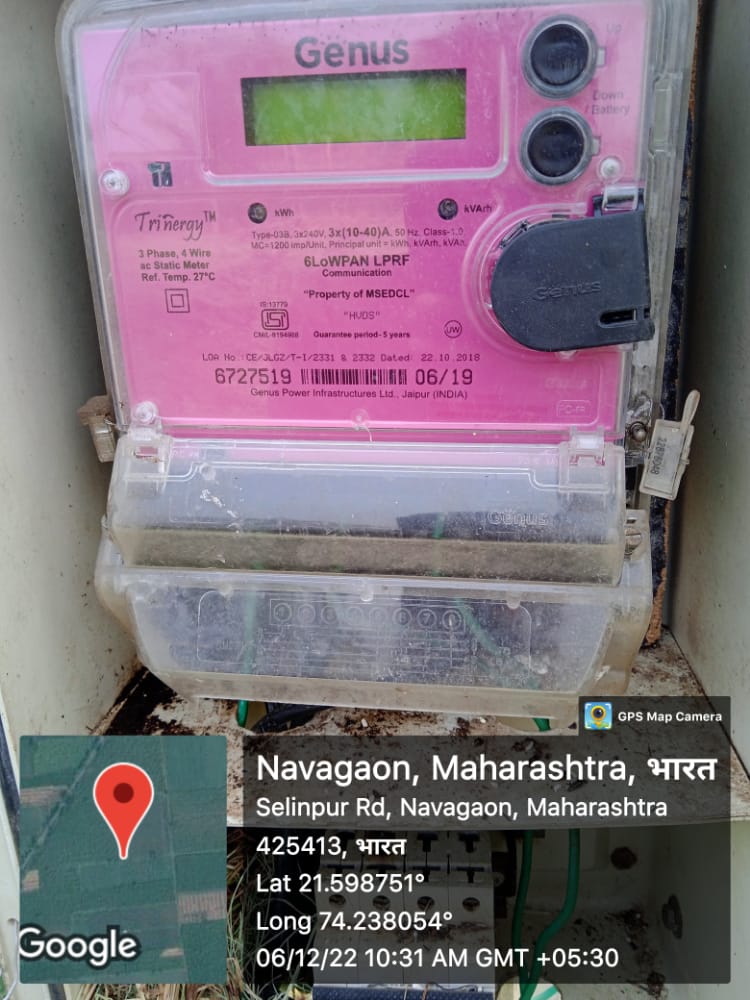 Genus
Up
Down
/ Battery
Trinergy™
kWh
kVArh
Type-03B, 3x240V, 3x(10-40)A, 50 Hz, Class-1.0,
MC=1200 imp/Unit, Principal unit = kWh, kVArh, kVA.
3 Phase, 4 Wire
ac Static Meter
Ref. Temp. 27°C
6LoWPAN LPRF
Communication
"Property of MSEDCL"
IS:13779
"HVDS"
UW
Guarantee period- 5 years
LOA No.:CE/JLGZ/T-I/2331 & 2332 Dated: 22.10.2018
6727519 06/19
Genus Power Infrastructures Ltd., Jaipur (INDIA)
Genus
Genus
GPS Map Camera
Navagaon, Maharashtra, भारत
Selinpur Rd, Navagaon, Maharashtra
425413, भारत
Lat 21.598751°
Long 74.238054°
06/12/22 10:31 AM GMT +05:30
Google